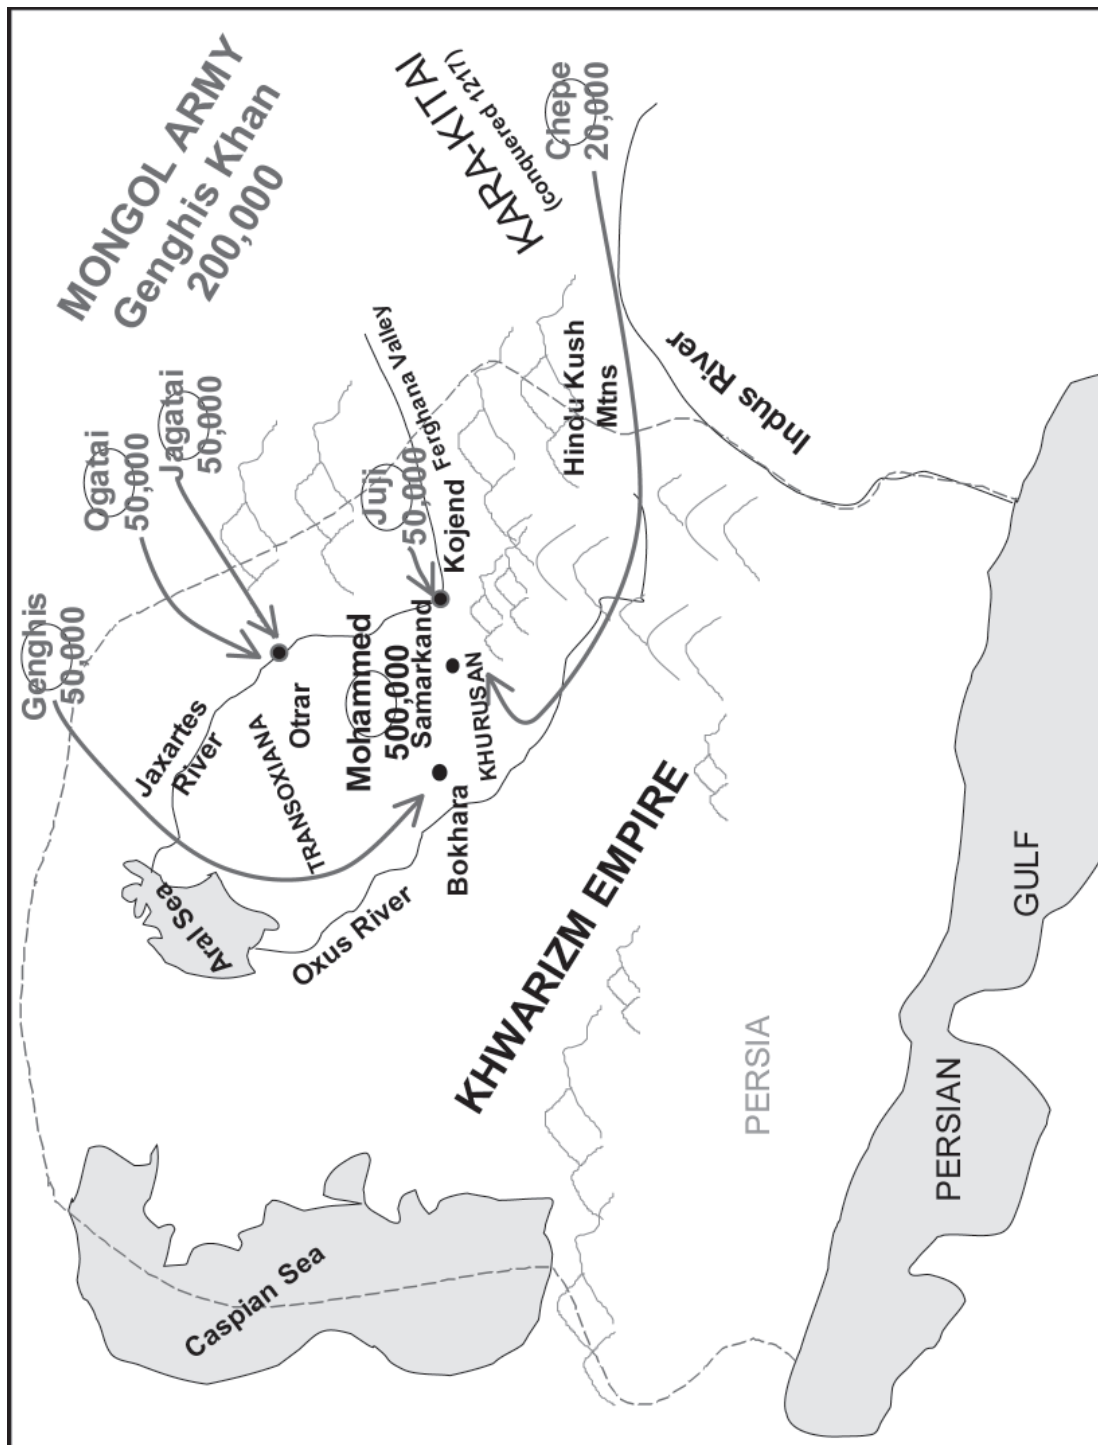 MONGOL ARMY
Genghis Khan
200,000
KARA-KITAI
(conquered 1217)
Chepe
20,000
Genghis
50,000
Ogatai
50,000
Jagatai
50,000
Juji
50,000
Ferghana Valley
Kojend
Hindu Kush
Mtns
Indus River
Jaxartes
River
Otrar
TRANSOXIANA
Mohammed
500,000
Samarkand
KHURUSAN
Bokhara
Aral Sea
Oxus River
KHWARIZM EMPIRE
PERSIA
Caspian Sea
PERSIAN
GULF